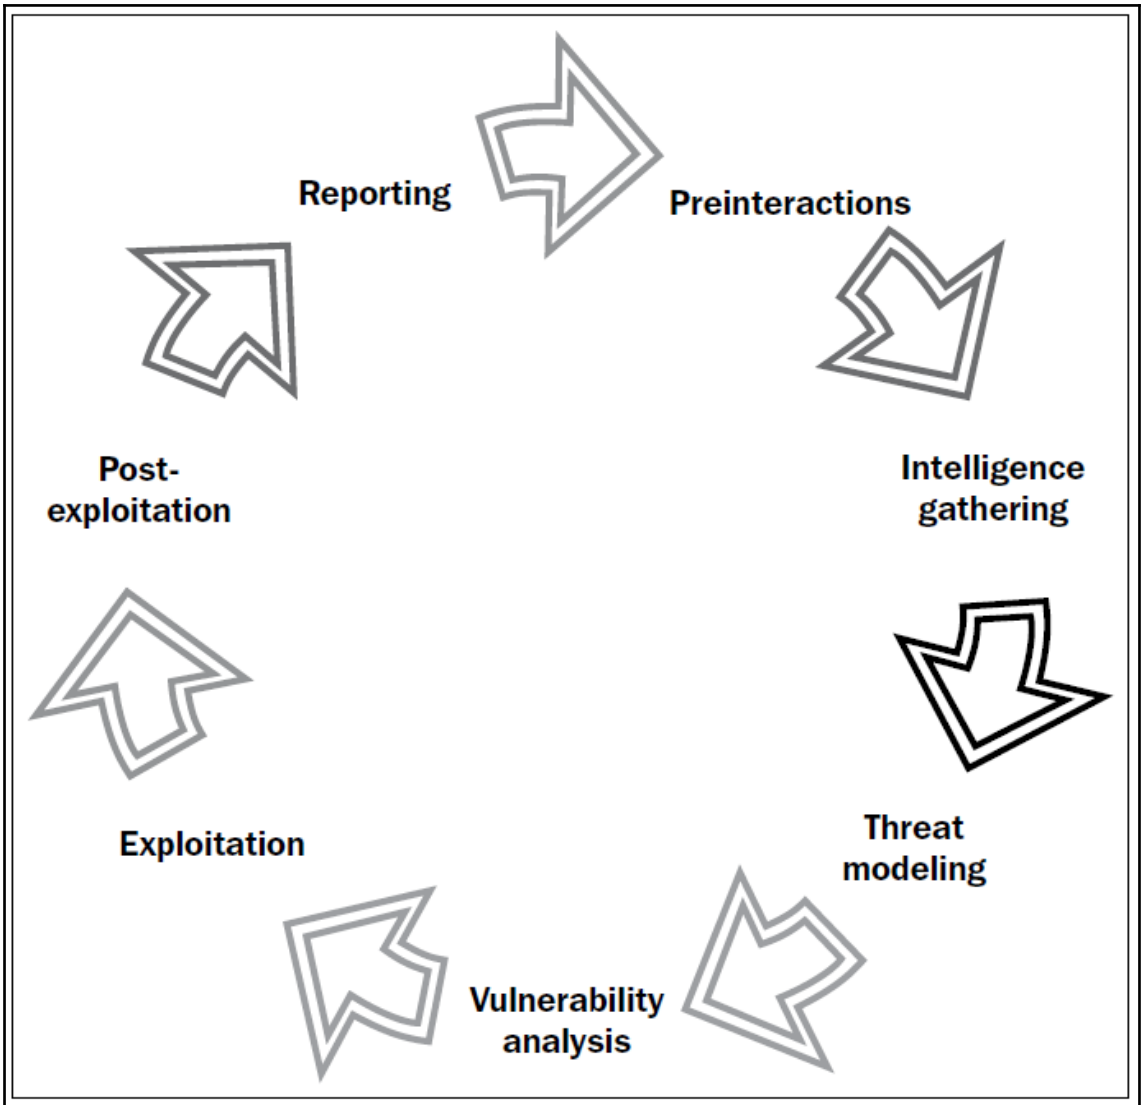 Reporting
Preinteractions
Intelligence
gathering
Threat
modeling
Vulnerability
analysis
Exploitation
Post-
exploitation